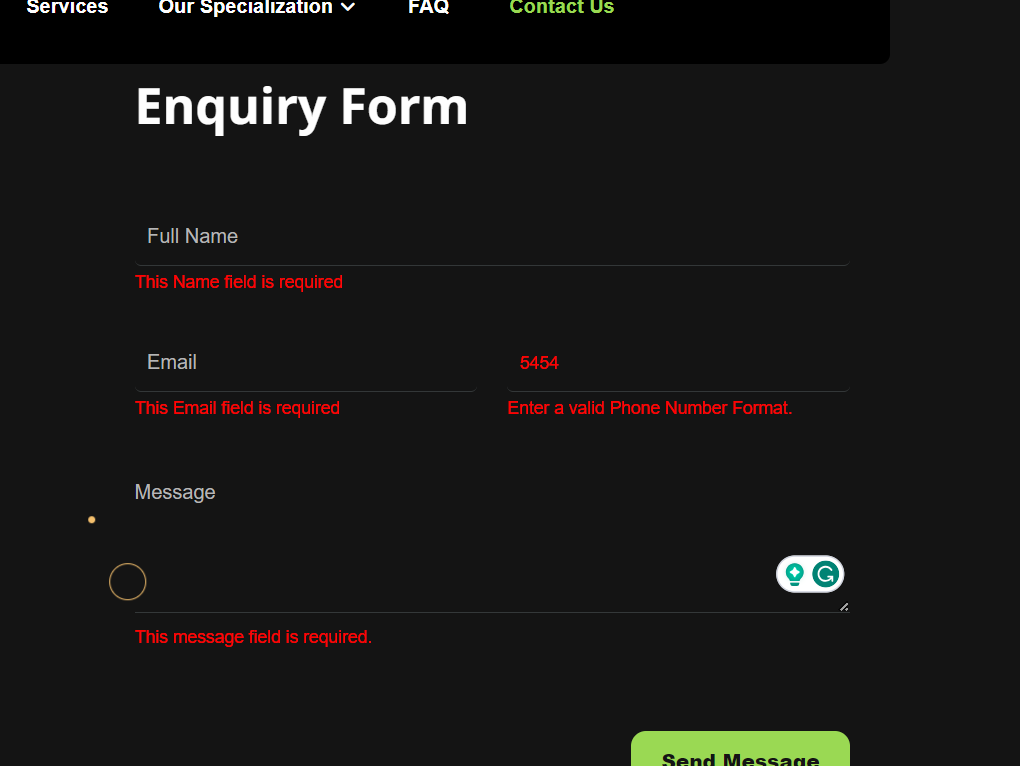 Services Our Specialization FAQ Contact Us
Enquiry Form
Full Name
This Name field is required
Email 5454
This Email field is required Enter a valid Phone Number Format.
Message
This message field is required.
Send Message